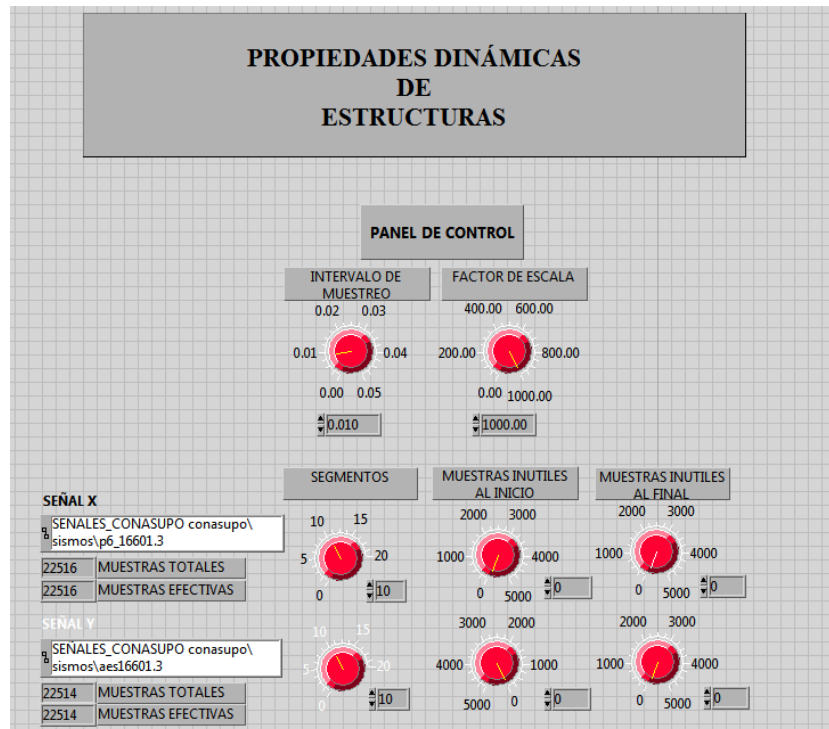 PROPIEDADES DINÁMICAS
DE
ESTRUCTURAS
PANEL DE CONTROL
INTERVALO DE
MUESTREO
0.02 0.03
0.01 0.04
0.00 0.05
0.010
FACTOR DE ESCALA
400.00 600.00
200.00 800.00
0.00 1000.00
1000.00
SEÑAL X
SENALES_CONASUPO conasupo\
sismos\p6_16601.3
22516 MUESTRAS TOTALES
22516 MUESTRAS EFECTIVAS
SEGMENTOS
10 15
5 20
0
10
MUESTRAS INUTILES
AL INICIO
2000 3000
1000 4000
0 5000
0
MUESTRAS INUTILES
AL FINAL
2000 3000
1000 4000
0 5000
0
SEÑAL Y
SEÑALES_CONASUPO conasupo\
sismos\aes16601.3
22514 MUESTRAS TOTALES
22514 MUESTRAS EFECTIVAS
10 15
5 20
0
10
3000 2000
4000 1000
5000 0
0
2000 3000
1000 4000
0 5000
0